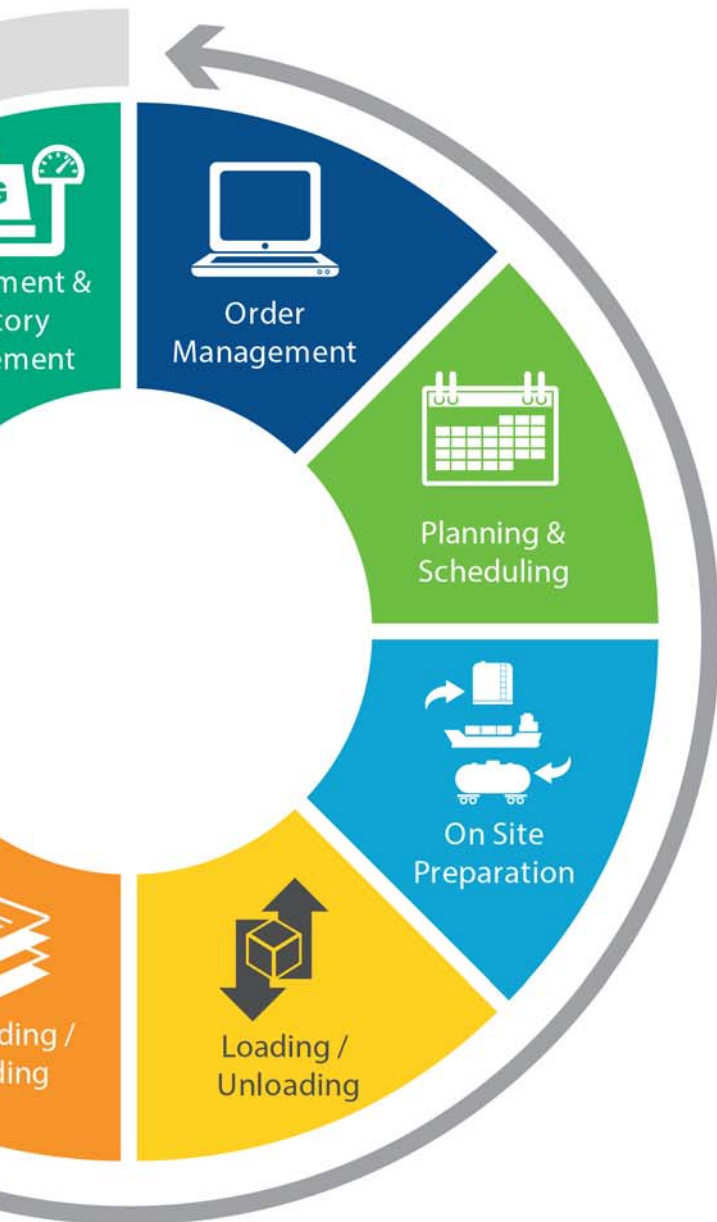 ment &
tory
ement
Order
Management
Planning &
Scheduling
On Site
Preparation
Loading /
Unloading
ding /
ding